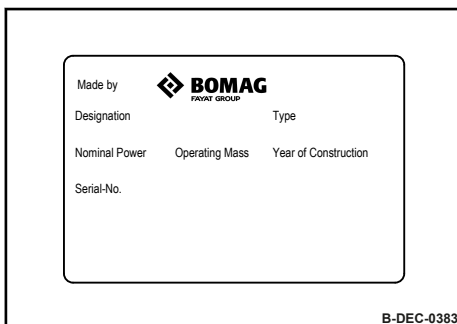 Made by BOMAG
FAYAT GROUP
Designation Type
Nominal Power Operating Mass Year of Construction
Serial-No.
B-DEC-0383